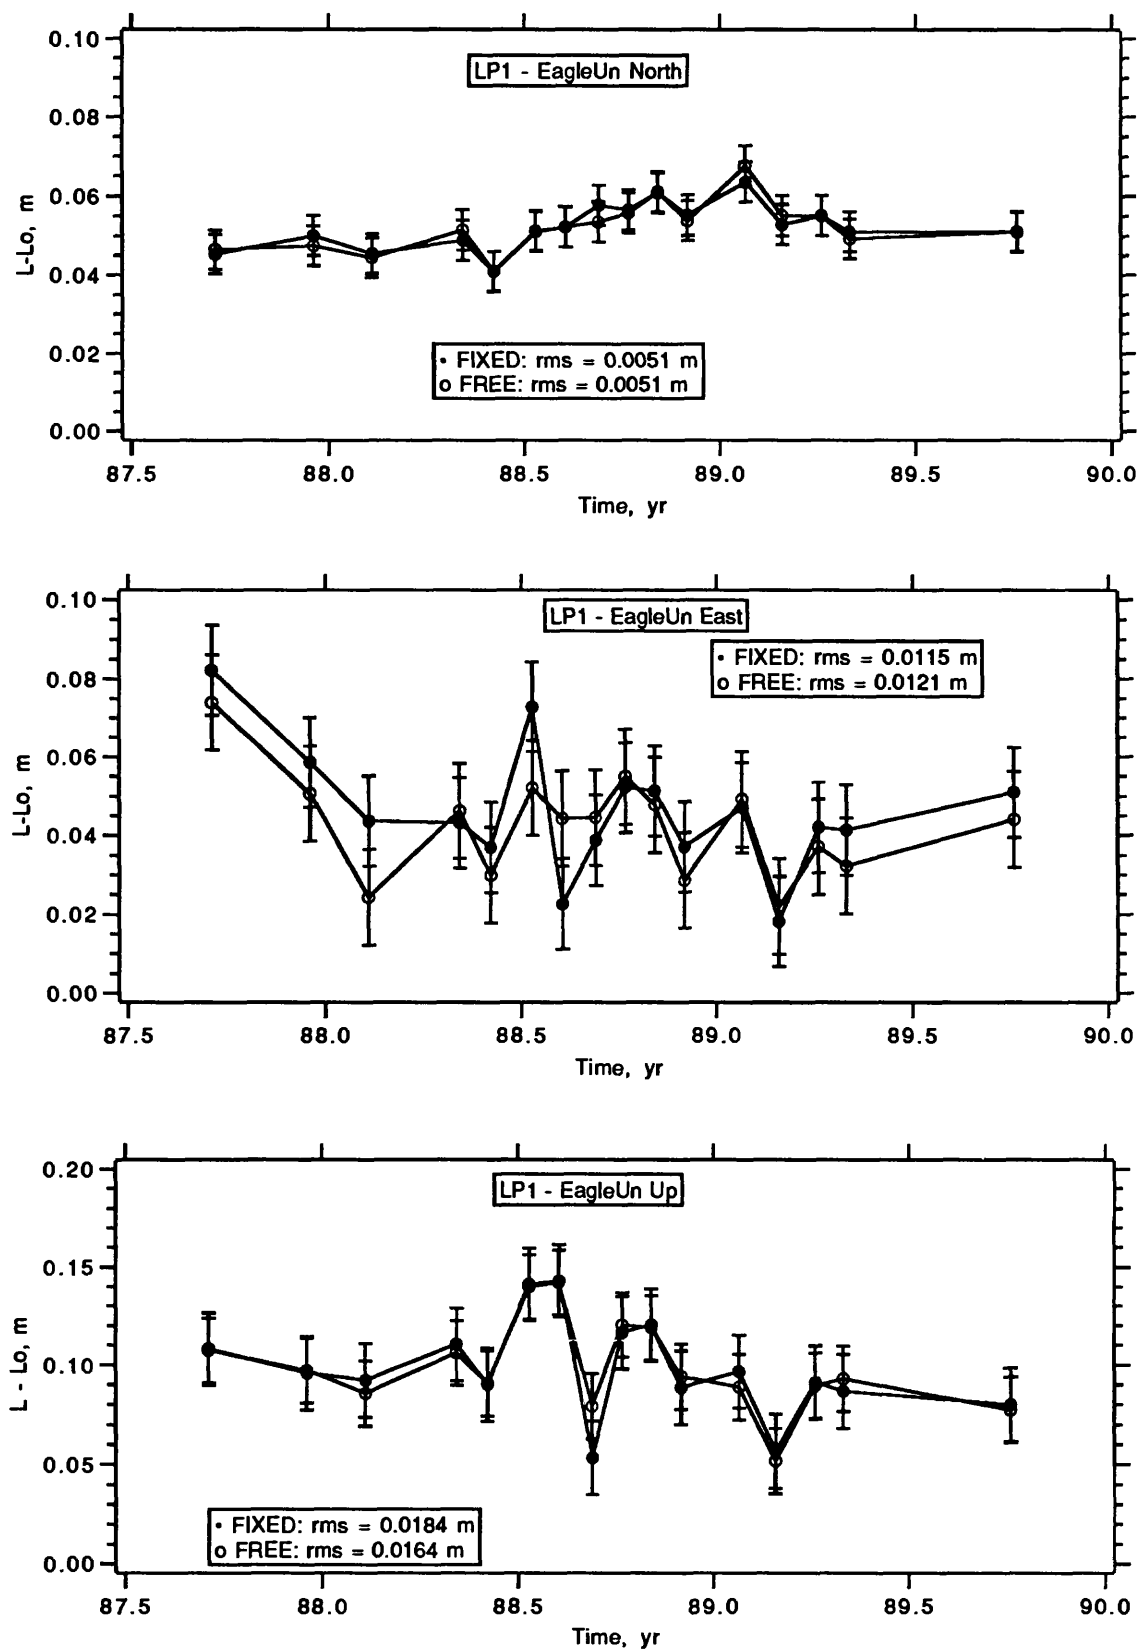 LP1 - EagleUn North
0.10
0.08
0.06
0.04
0.02
0.00
L-Lo, m
• FIXED: rms = 0.0051 m
o FREE: rms = 0.0051 m
87.5 88.0 88.5 89.0 89.5 90.0
Time, yr
LP1 - EagleUn East
• FIXED: rms = 0.0115 m
o FREE: rms = 0.0121 m
0.10
0.08
0.06
0.04
0.02
0.00
L-Lo, m
87.5 88.0 88.5 89.0 89.5 90.0
Time, yr
LP1 - EagleUn Up
0.20
0.15
0.10
0.05
0.00
L - Lo, m
• FIXED: rms = 0.0184 m
o FREE: rms = 0.0164 m
87.5 88.0 88.5 89.0 89.5 90.0
Time, yr